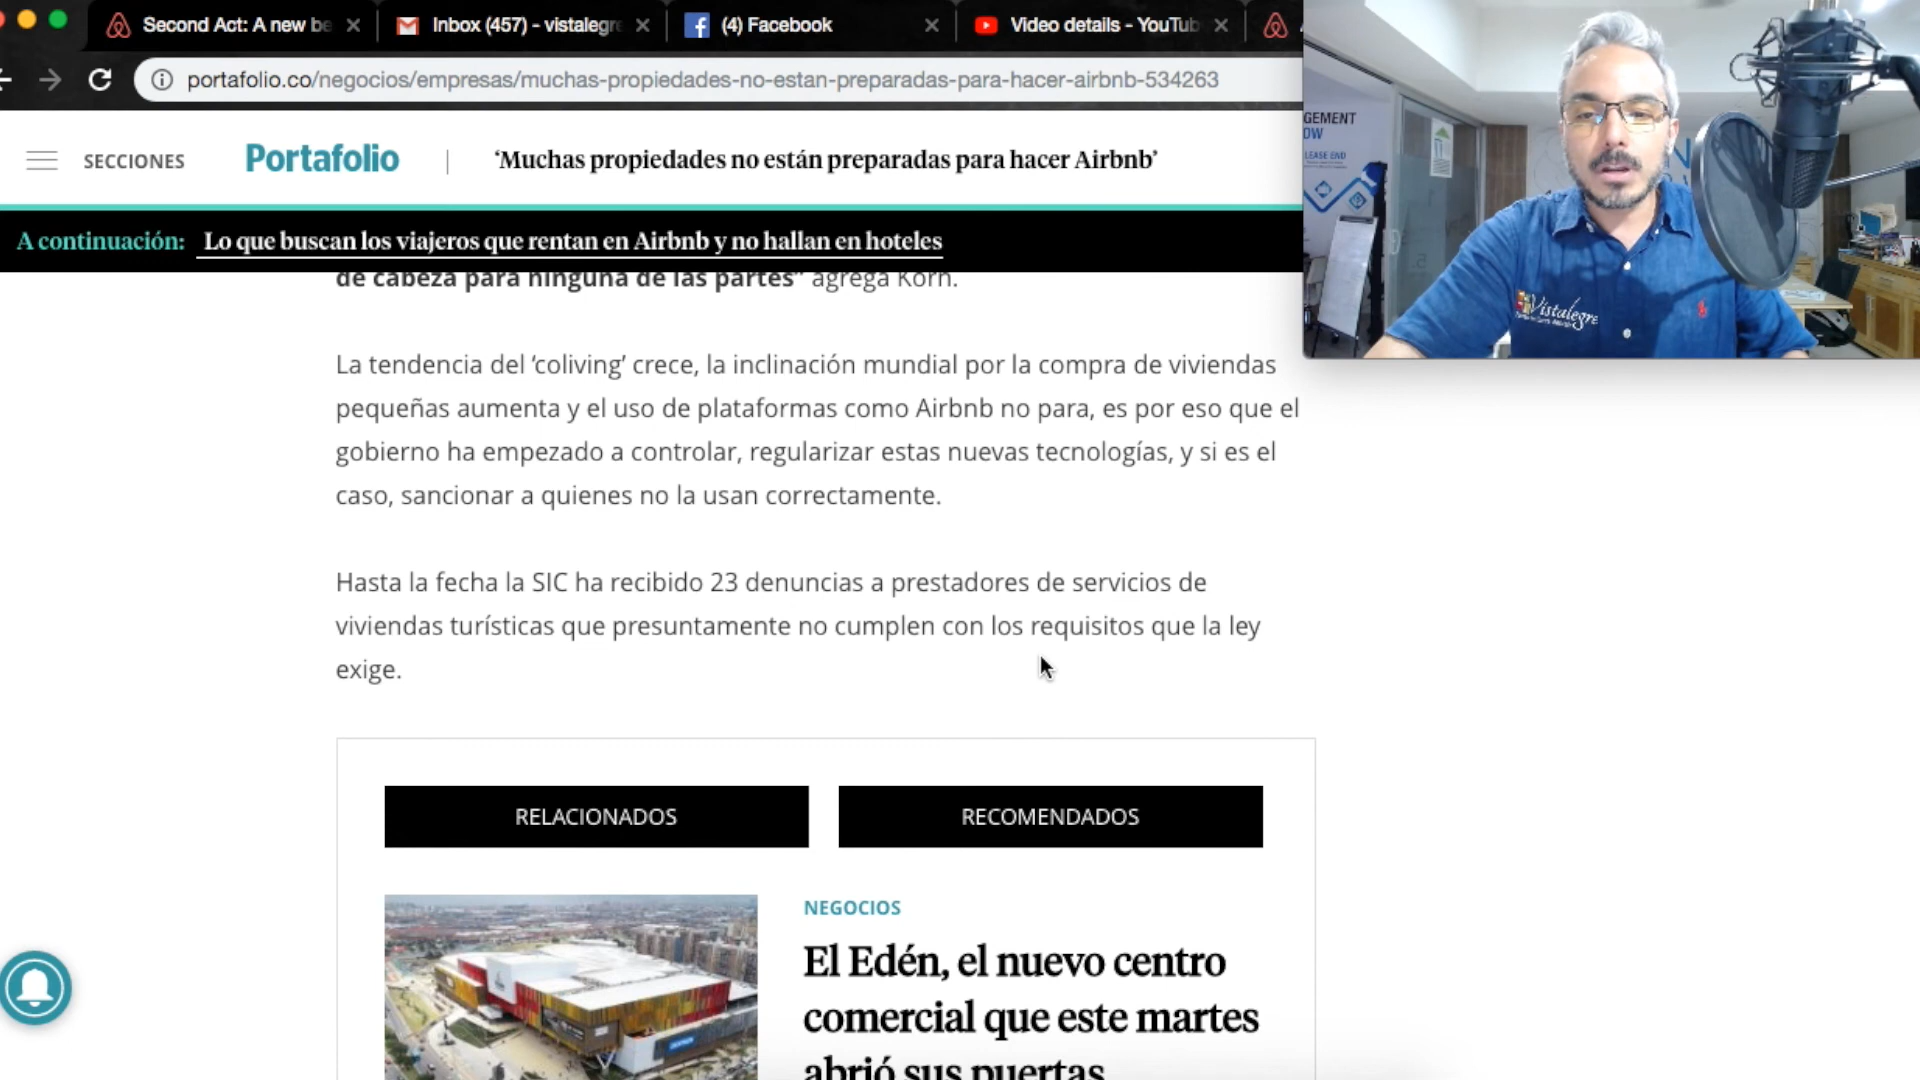 Second Act: A new be
Inbox (457) - vistalegre
(4) Facebook
Video details - YouTub
portafolio.co/negocios/empresas/muchas-propiedades-no-estan-preparadas-para-hacer-airbnb-534263
SECCIONES
Portafolio
‘Muchas propiedades no están preparadas para hacer Airbnb’
A continuación: Lo que buscan los viajeros que rentan en Airbnb y no hallan en hoteles
de cabeza para ninguna de las partes” agrega Korn.
La tendencia del ‘coliving’ crece, la inclinación mundial por la compra de viviendas
pequeñas aumenta y el uso de plataformas como Airbnb no para, es por eso que el
gobierno ha empezado a controlar, regularizar estas nuevas tecnologías, y si es el
caso, sancionar a quienes no la usan correctamente.
Hasta la fecha la SIC ha recibido 23 denuncias a prestadores de servicios de
viviendas turísticas que presuntamente no cumplen con los requisitos que la ley
exige.
RELACIONADOS
RECOMENDADOS
NEGOCIOS
El Edén, el nuevo centro
comercial que este martes
abrió sus puertas
GEMENT
OW
LEASE END
Vistalegre